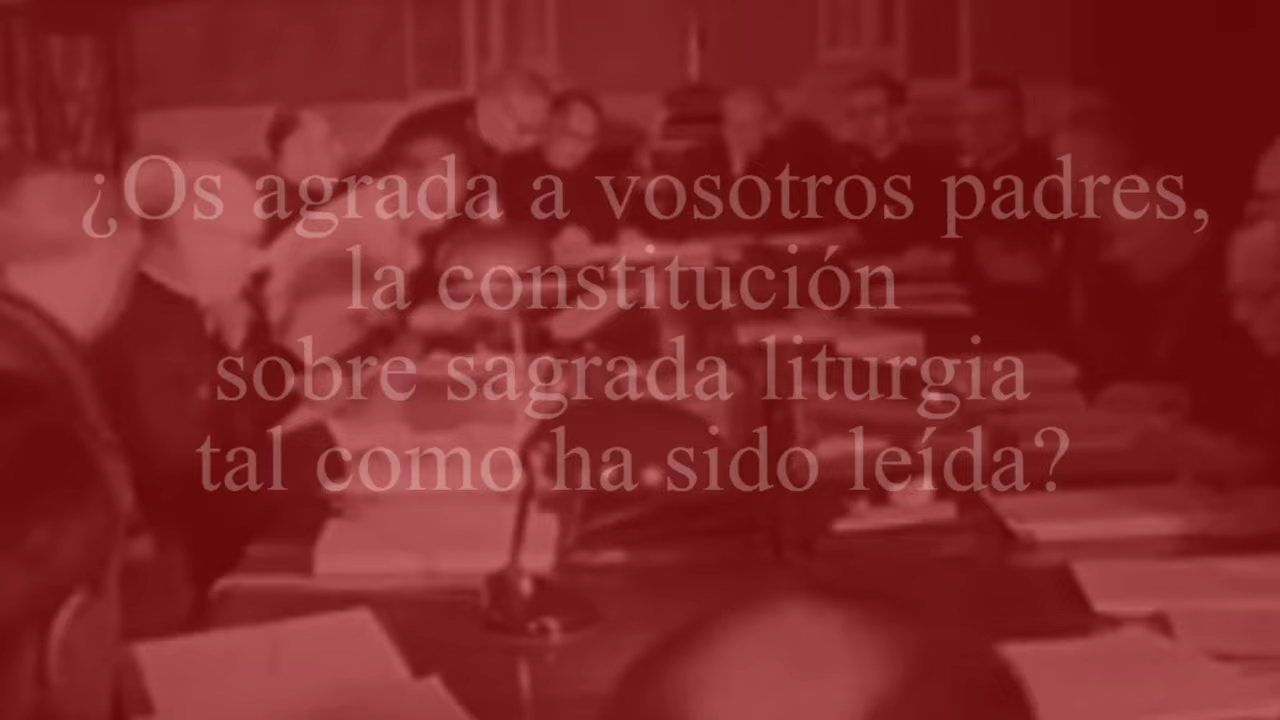 ¿Os agrada a vosotros padres,
la constitución
sobre sagrada liturgia
tal como ha sido leída?